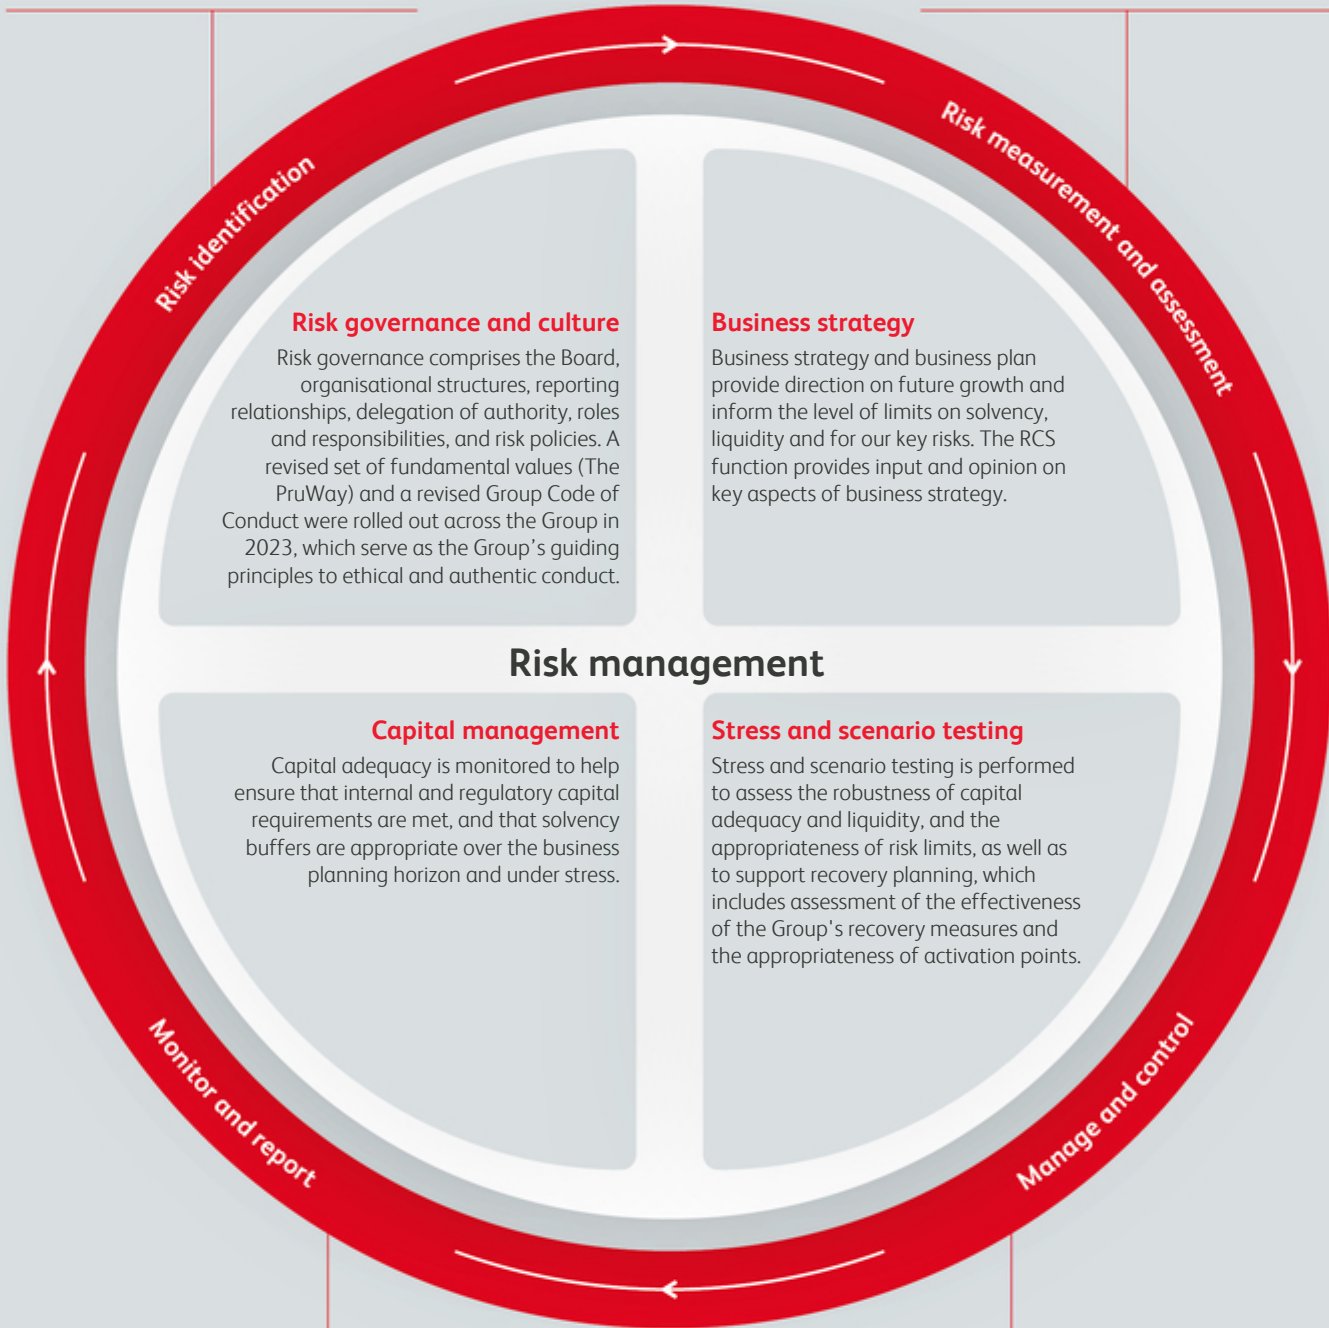 Risk identification
Risk measurement and assessment
Risk governance and culture
Risk governance comprises the Board,
organisational structures, reporting
relationships, delegation of authority, roles
and responsibilities, and risk policies. A
revised set of fundamental values (The
PruWay) and a revised Group Code of
Conduct were rolled out across the Group in
2023, which serve as the Group’s guiding
principles to ethical and authentic conduct.
Business strategy
Business strategy and business plan
provide direction on future growth and
inform the level of limits on solvency,
liquidity and for our key risks. The RCS
function provides input and opinion on
key aspects of business strategy.
Risk management
Capital management
Capital adequacy is monitored to help
ensure that internal and regulatory capital
requirements are met, and that solvency
buffers are appropriate over the business
planning horizon and under stress.
Stress and scenario testing
Stress and scenario testing is performed
to assess the robustness of capital
adequacy and liquidity, and the
appropriateness of risk limits, as well as
to support recovery planning, which
includes assessment of the effectiveness
of the Group's recovery measures and
the appropriateness of activation points.
Monitor and report
Manage and control